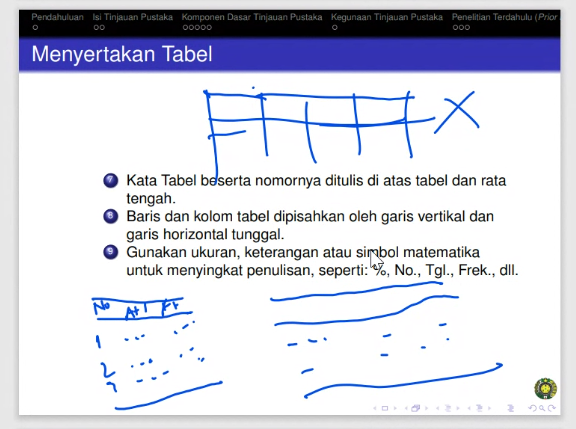 Pendahuluan Isi Tinjauan Pustaka Komponen Dasar Tinjauan Pustaka Kegunaan Tinjauan Pustaka Penelitian Terdahulu (Prior
Menyertakan Tabel
X
7 Kata Tabel beserta nomornya ditulis di atas tabel dan rata
tengah.
8 Baris dan kolom tabel dipisahkan oleh garis vertikal dan
garis horizontal tunggal.
9 Gunakan ukuran, keterangan atau simbol matematika
untuk menyingkat penulisan, seperti: %, No., Tgl., Frek., dll.
No
1
2